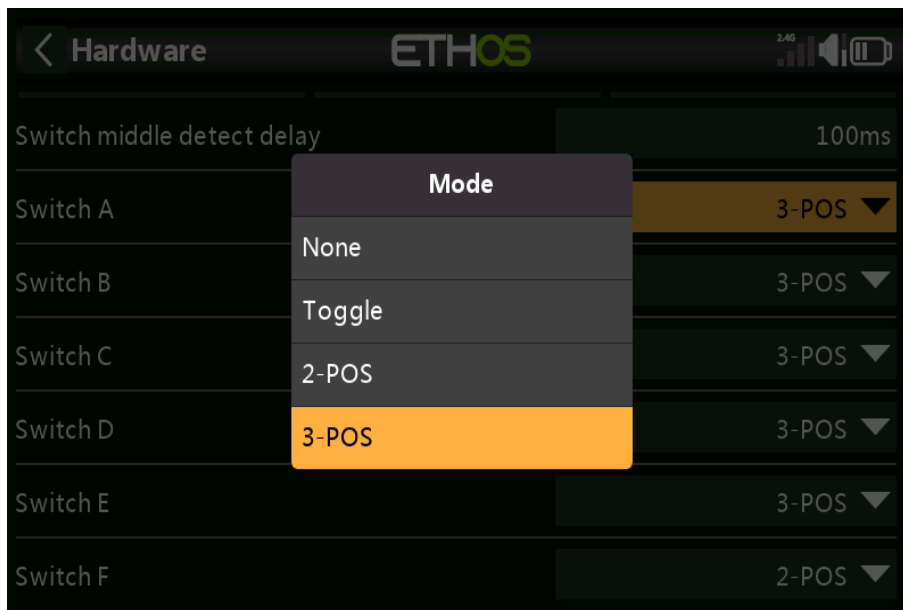 Hardware
ETHOS
2.4G
Switch middle detect delay
100ms
Mode
Switch A
3-POS
None
Switch B
3-POS
Toggle
Switch C
3-POS
2-POS
Switch D
3-POS
3-POS
Switch E
3-POS
Switch F
2-POS